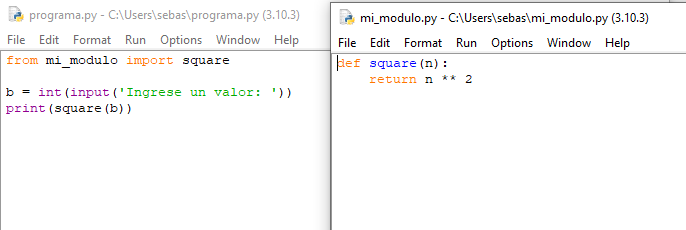 programa.py - C:\Users\sebas\programa.py (3.10.3)
File Edit Format Run Options Window Help
from mi_modulo import square
b = int(input('Ingrese un valor: '))
print(square(b))
mi_modulo.py - C:\Users\sebas\mi_modulo.py (3.10.3)
File Edit Format Run Options Window Help
def square(n):
    return n ** 2